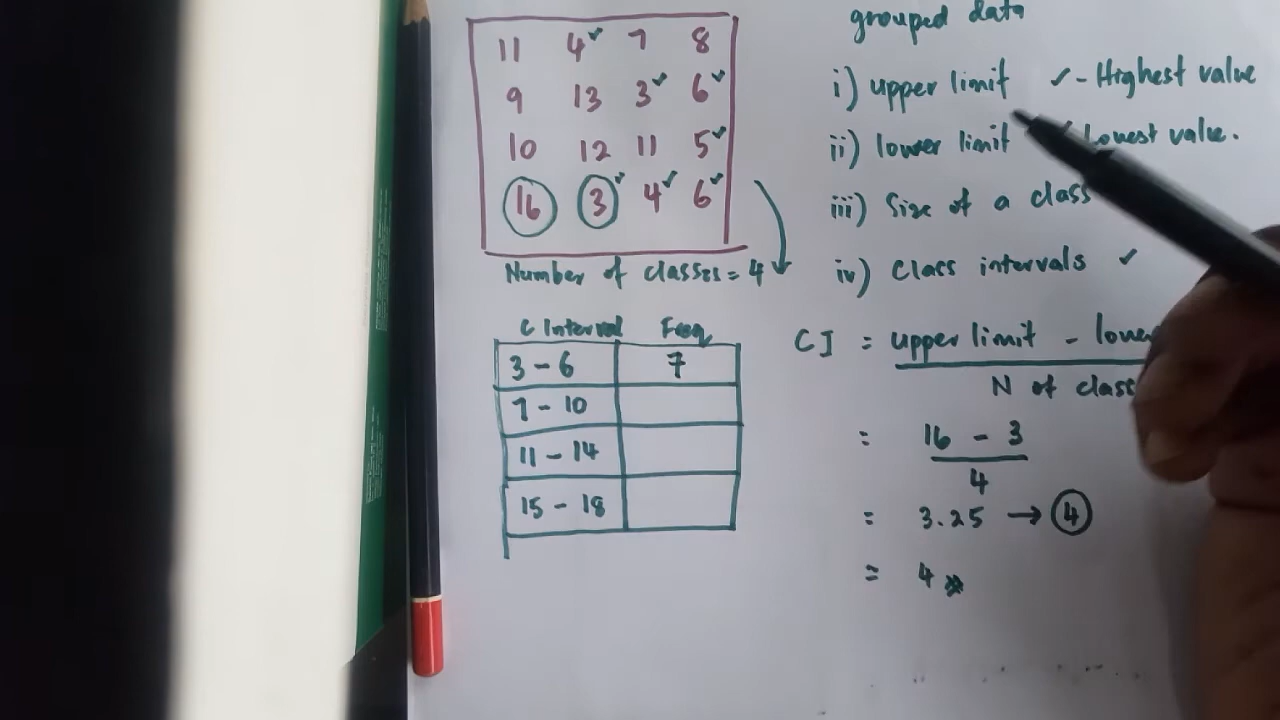 11 4 7 8
9 13 3 6
10 12 11 5
16 3 4 6
Number of classes = 4
C Interval Freq
3 - 6 7
7 - 10
11 - 14
15 - 18
grouped data
i) upper limit ✓ - Highest value
ii) lower limit Lowest value.
iii) Size of a class
iv) Class intervals ✓
CI = upper limit - lower
N of class
= 16 - 3
4
= 3.25 → 4
= 4